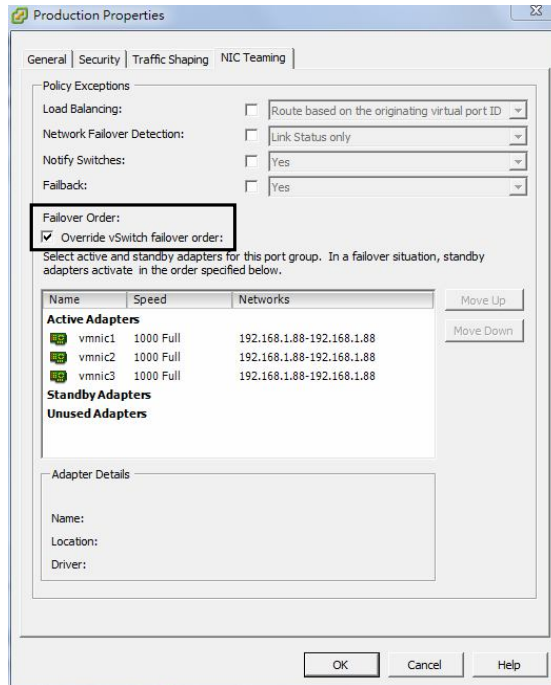 Production Properties
General Security Traffic Shaping NIC Teaming
Policy Exceptions
Load Balancing: Route based on the originating virtual port ID
Network Failover Detection: Link Status only
Notify Switches: Yes
Failback: Yes
Failover Order:
Override vSwitch failover order:
Select active and standby adapters for this port group. In a failover situation, standby
adapters activate in the order specified below.
Name Speed Networks
Move Up
Active Adapters
Move Down
vmnic1 1000 Full 192.168.1.88-192.168.1.88
vmnic2 1000 Full 192.168.1.88-192.168.1.88
vmnic3 1000 Full 192.168.1.88-192.168.1.88
Standby Adapters
Unused Adapters
Adapter Details
Name:
Location:
Driver:
OK Cancel Help